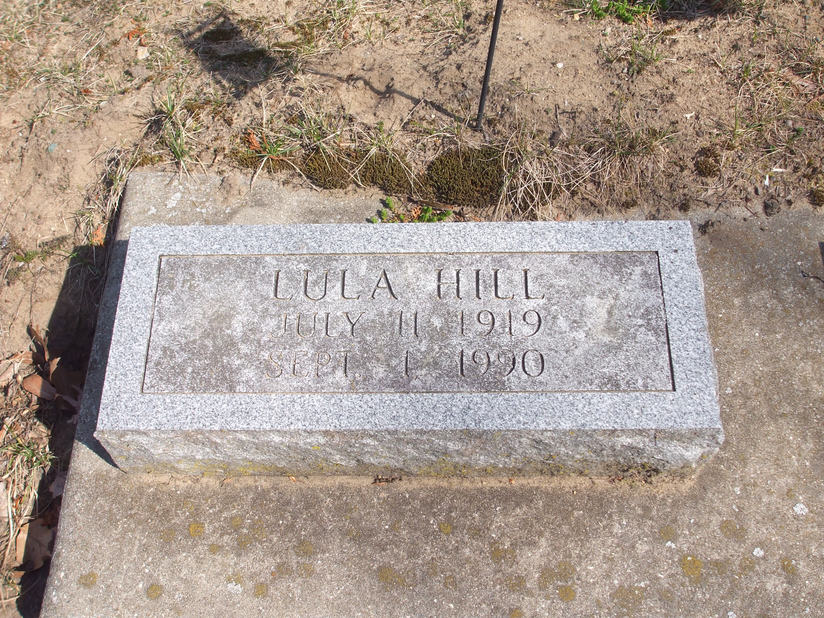 LULA HILL
JULY 11 1919
SEPT. 1 1990